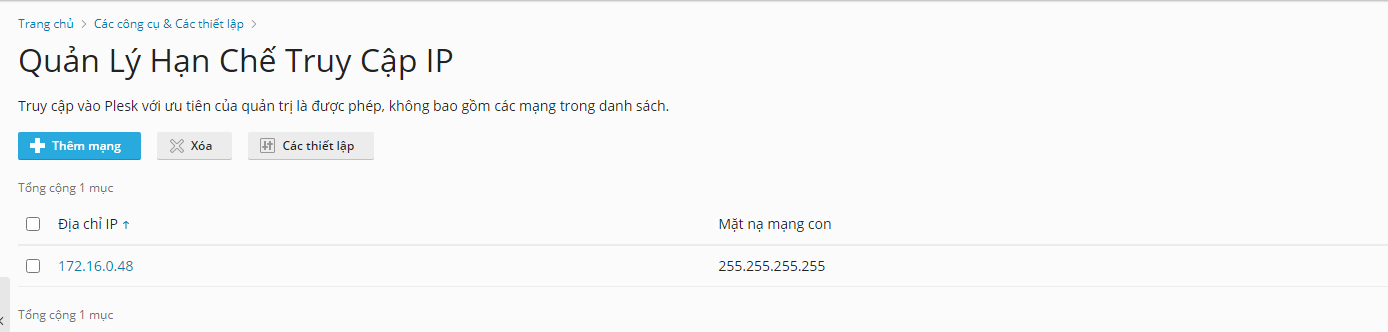 Trang chủ > Các công cụ & Các thiết lập >
Quản Lý Hạn Chế Truy Cập IP
Truy cập vào Plesk với ưu tiên của quản trị là được phép, không bao gồm các mạng trong danh sách.
Thêm mạng Xóa Các thiết lập
Tổng cộng 1 mục
Địa chỉ IP ↑ Mặt nạ mạng con
172.16.0.48 255.255.255.255
Tổng cộng 1 mục